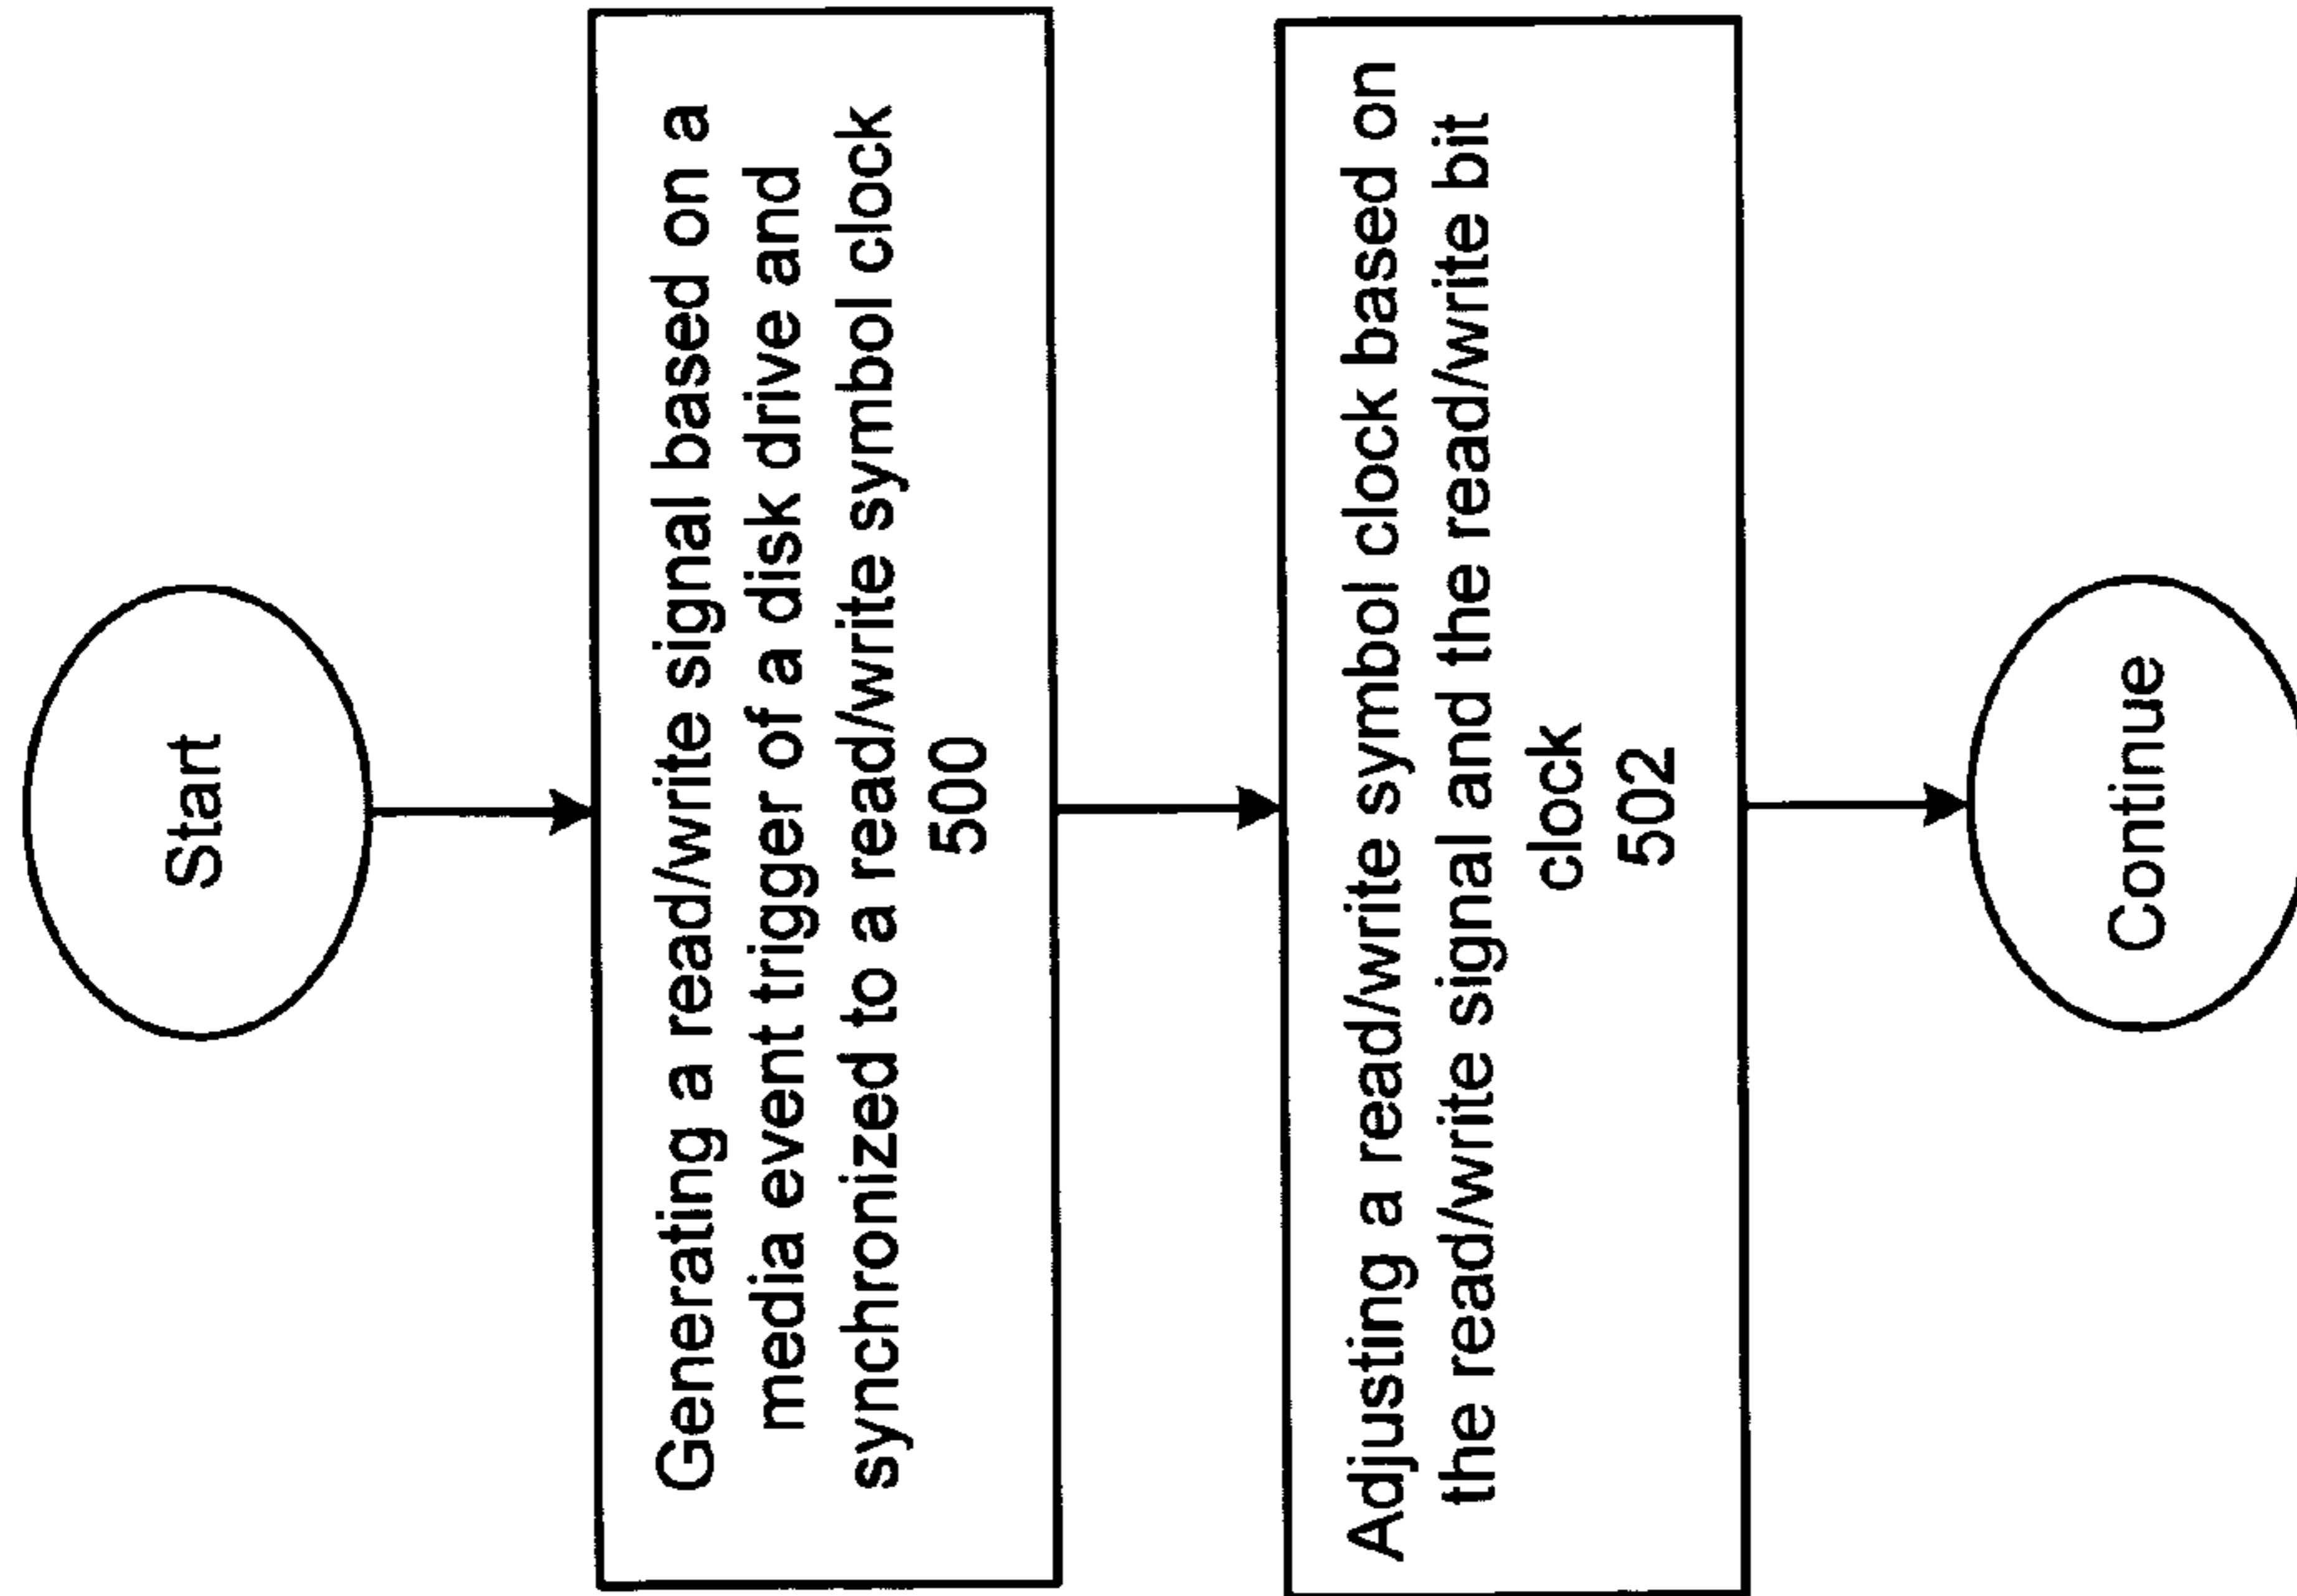 Start
Generating a read/write signal based on a
media event trigger of a disk drive and
synchronized to a read/write symbol clock
500
Adjusting a read/write symbol clock based on
the read/write signal and the read/write bit
clock
502
Continue